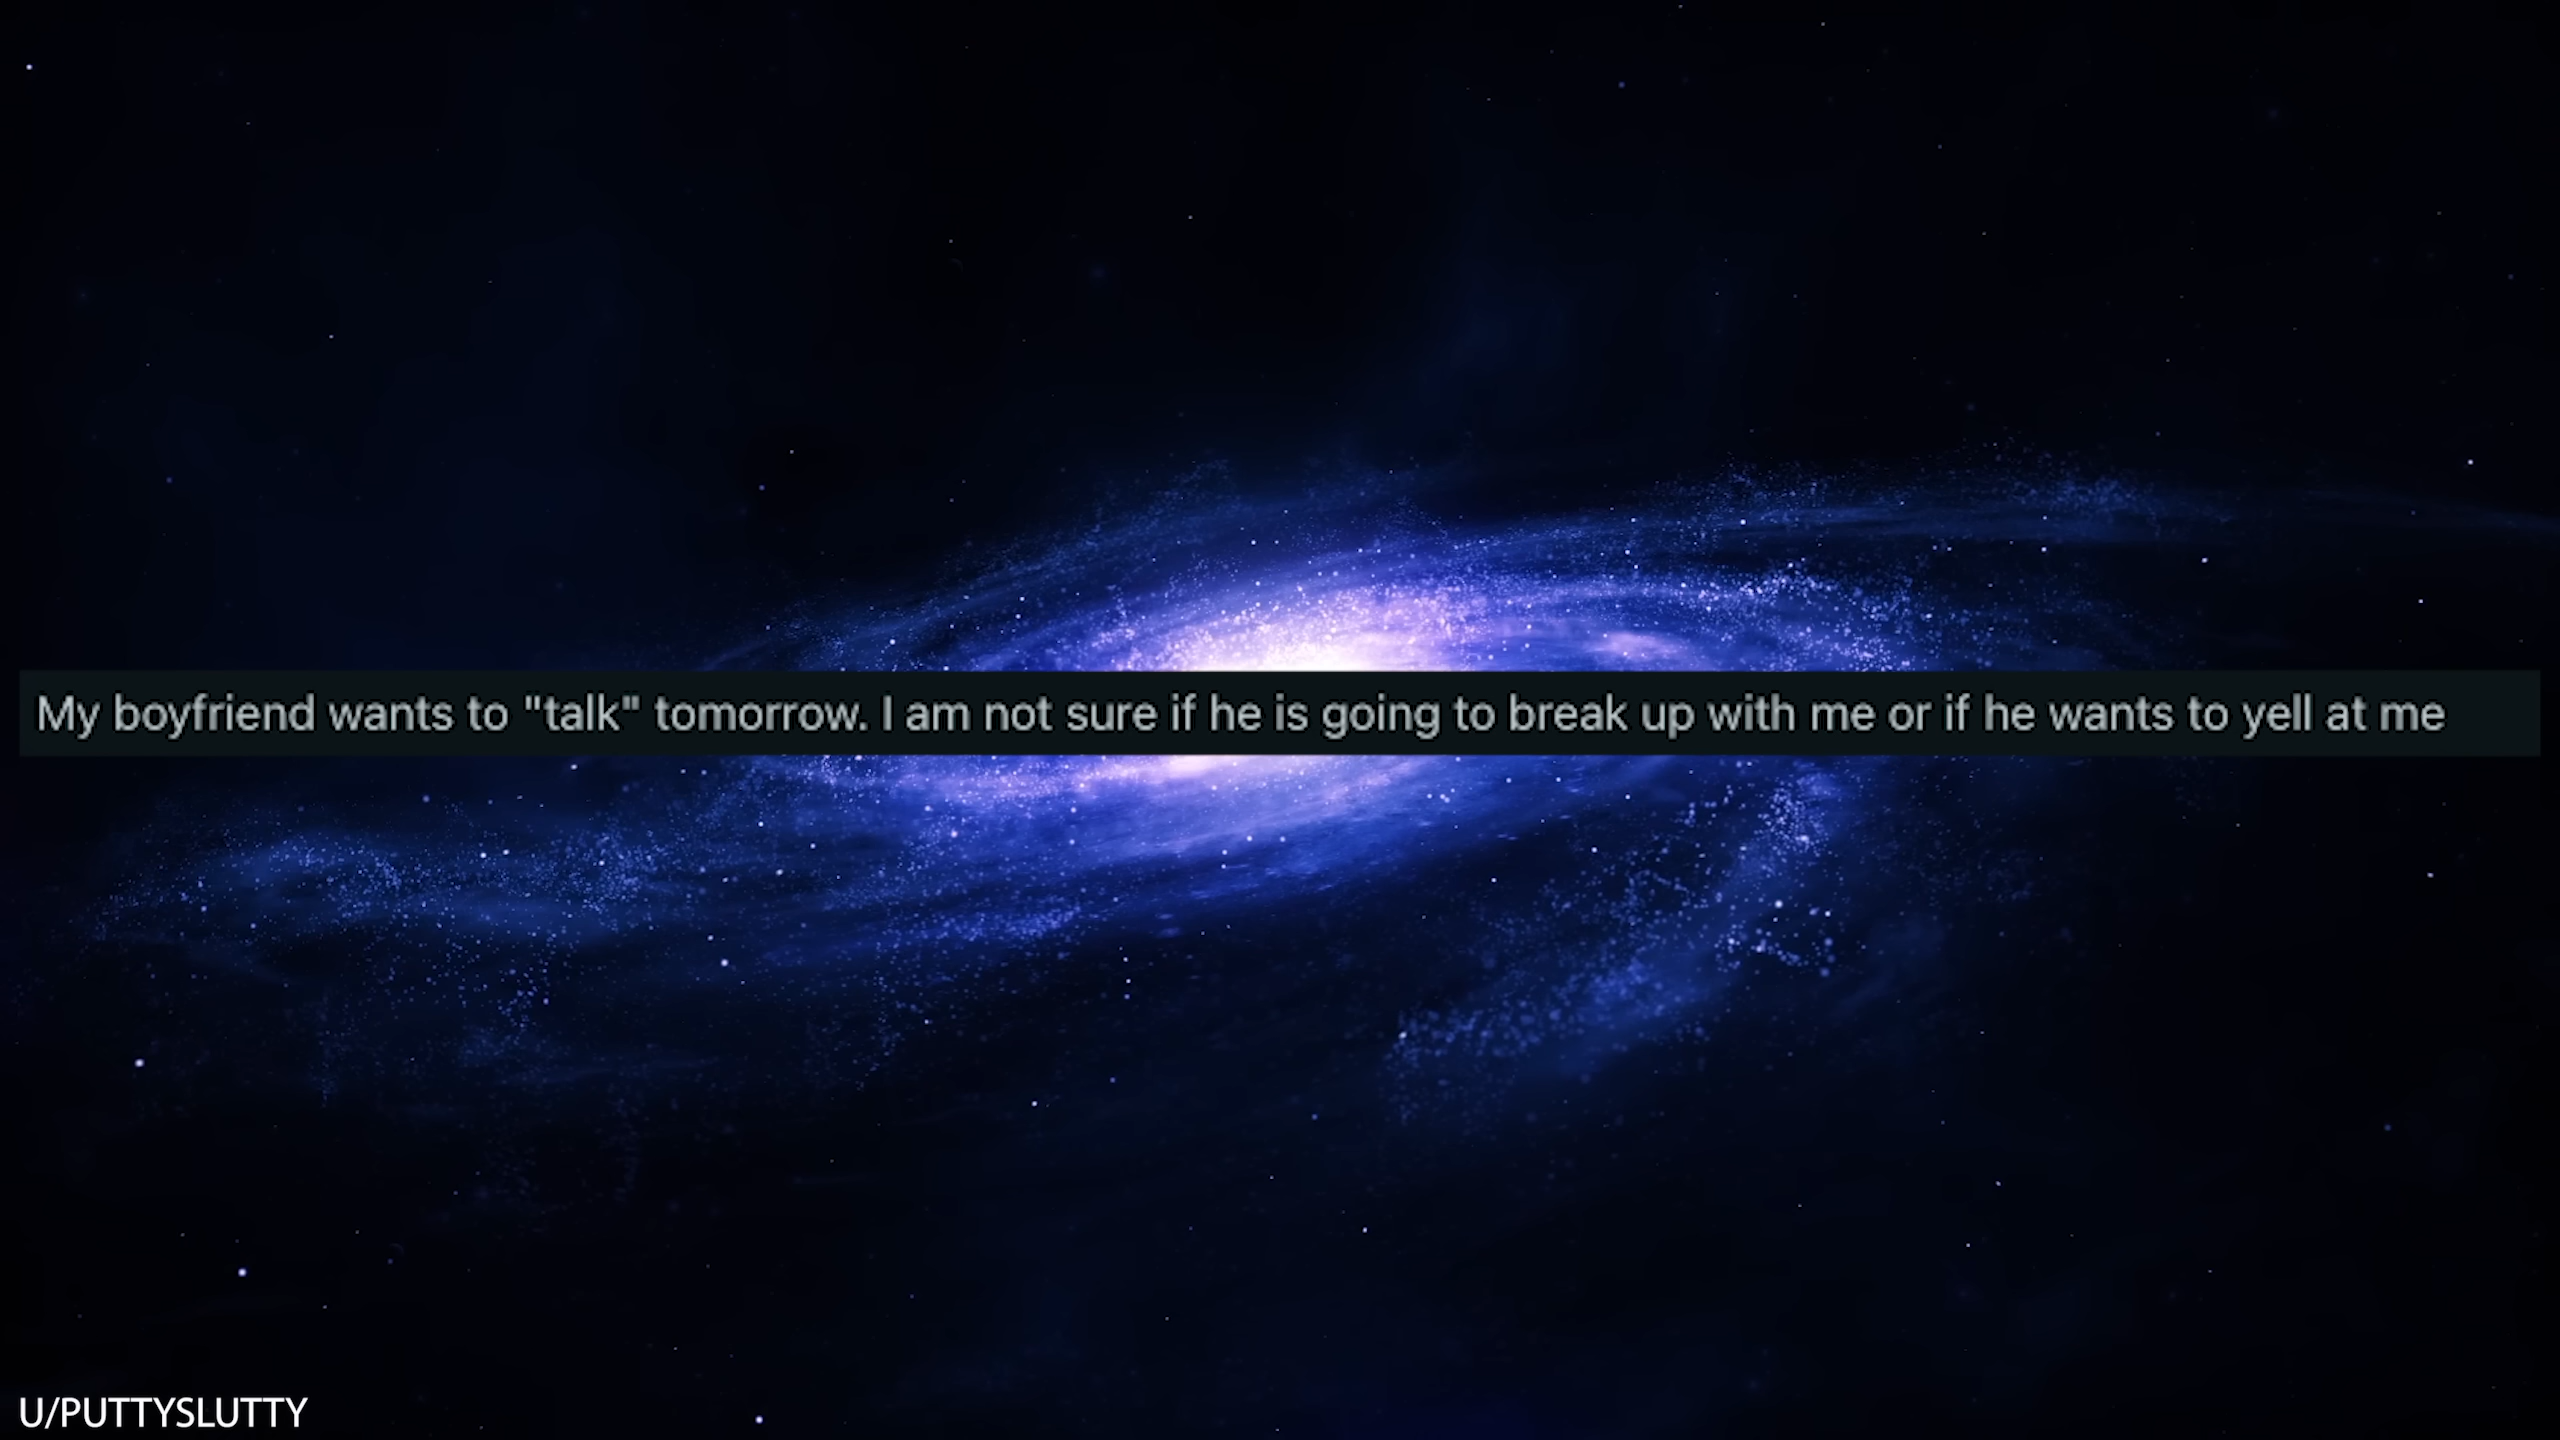 My boyfriend wants to "talk" tomorrow. I am not sure if he is going to break up with me or if he wants to yell at me
U/PUTTYSLUTTY